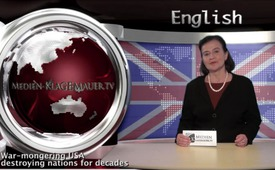 English
MEDIEN-KLAGEMAUER.TV
War-mongering USA
destroying nations for decades